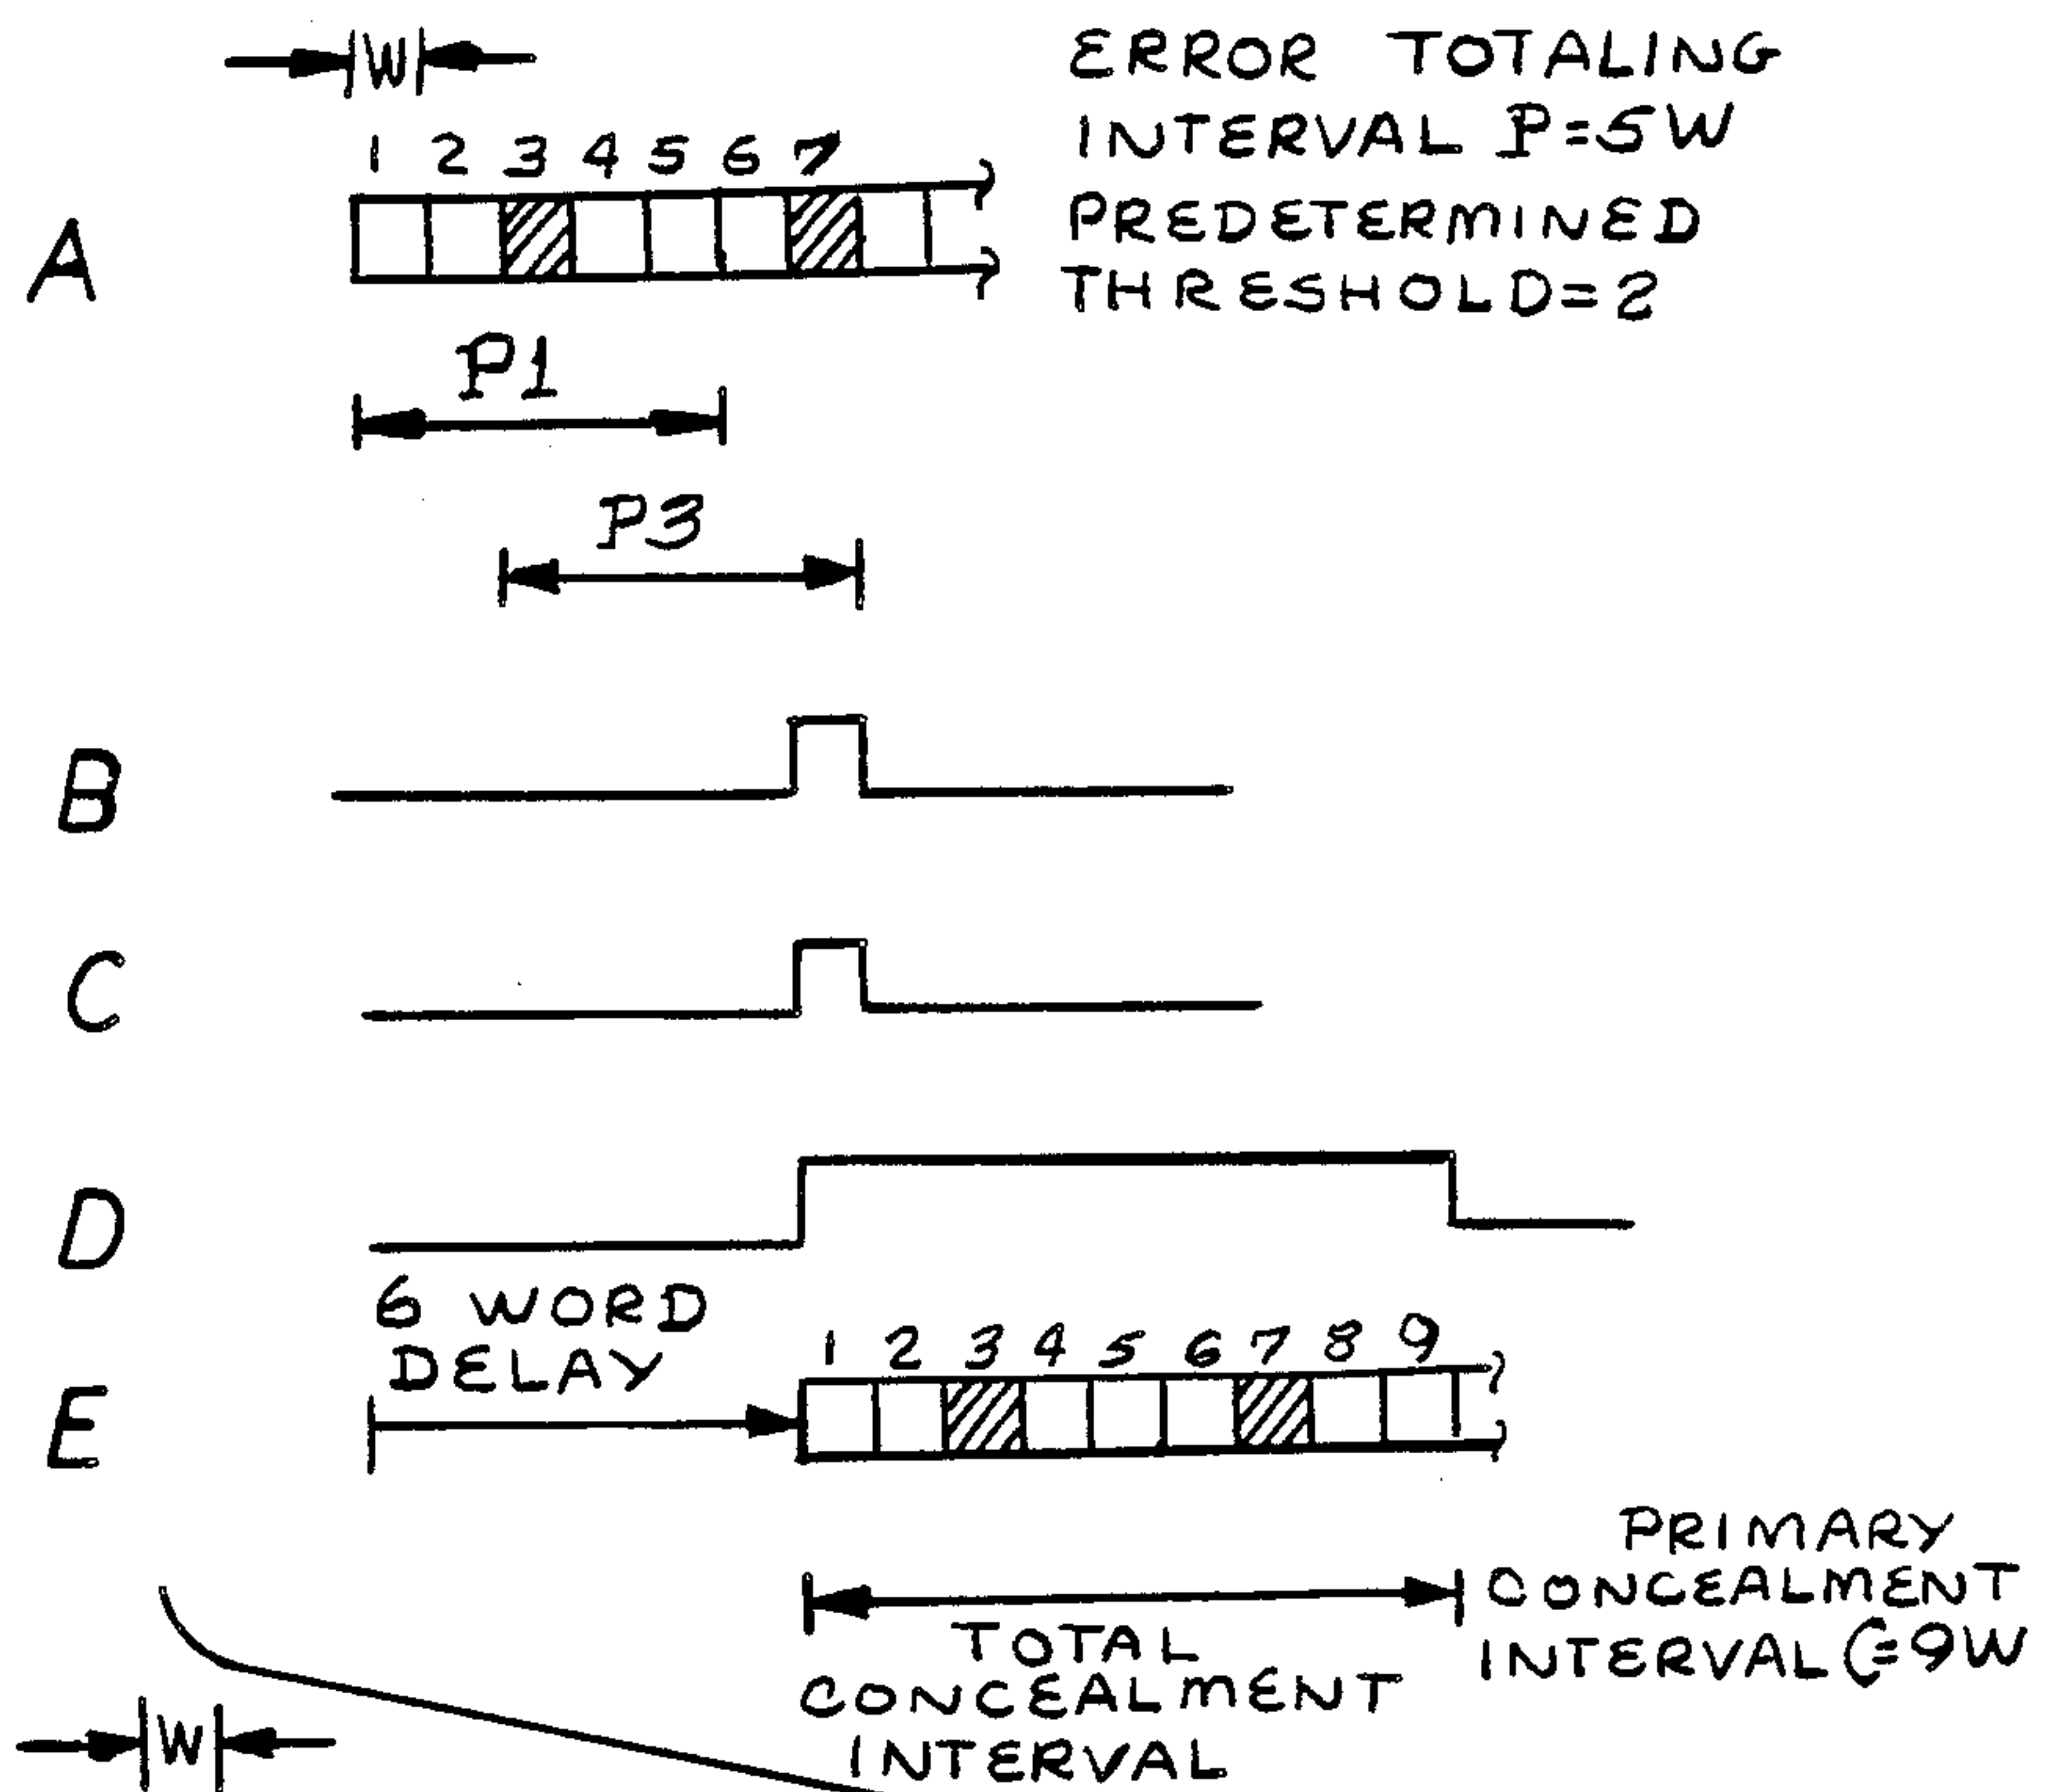 W
ERROR TOTALING
INTERVAL P=5W
PREDETERMINED
THRESHOLD=2
1 2 3 4 5 6 7
A
P1
P3
B
C
D
6 WORD
DELAY
1 2 3 4 5 6 7 8 9
E
PRIMARY
CONCEALMENT
INTERVAL C=9W
TOTAL
CONCEALMENT
INTERVAL
W